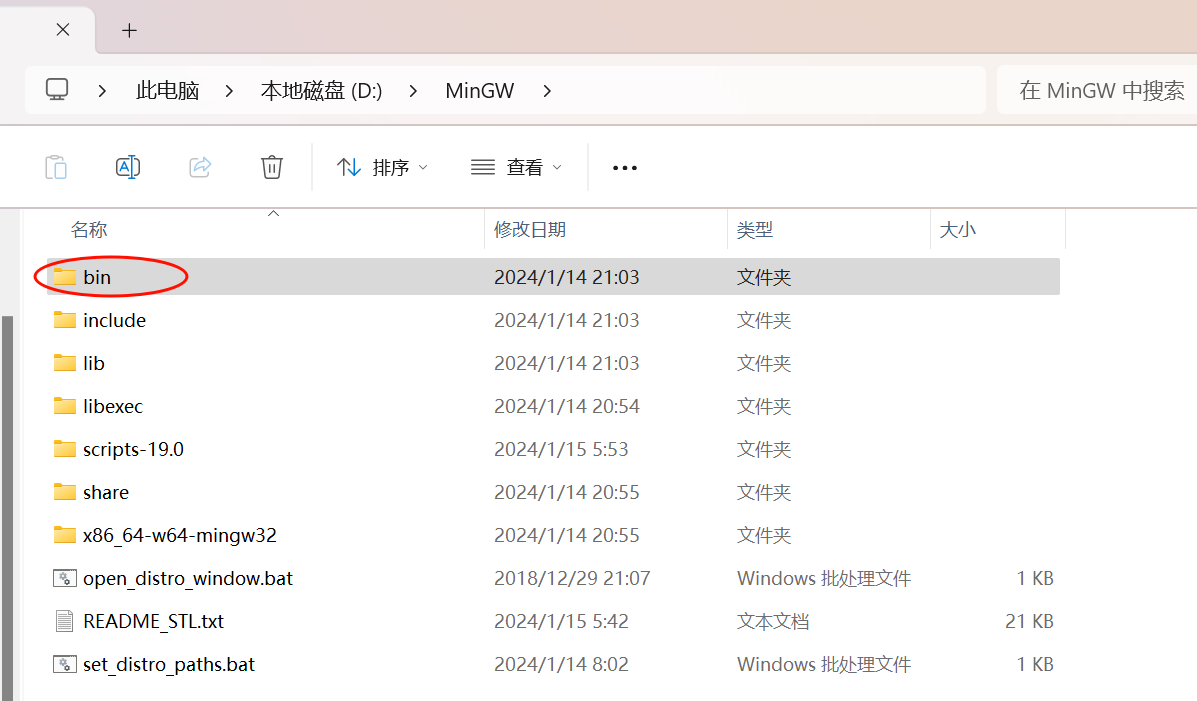 此电脑 本地磁盘 (D:) MinGW 在 MinGW 中搜索
排序 查看
名称 修改日期 类型 大小
bin 2024/1/14 21:03 文件夹
include 2024/1/14 21:03 文件夹
lib 2024/1/14 21:03 文件夹
libexec 2024/1/14 20:54 文件夹
scripts-19.0 2024/1/15 5:53 文件夹
share 2024/1/14 20:55 文件夹
x86_64-w64-mingw32 2024/1/14 20:55 文件夹
open_distro_window.bat 2018/12/29 21:07 Windows 批处理文件 1 KB
README_STL.txt 2024/1/15 5:42 文本文档 21 KB
set_distro_paths.bat 2024/1/14 8:02 Windows 批处理文件 1 KB